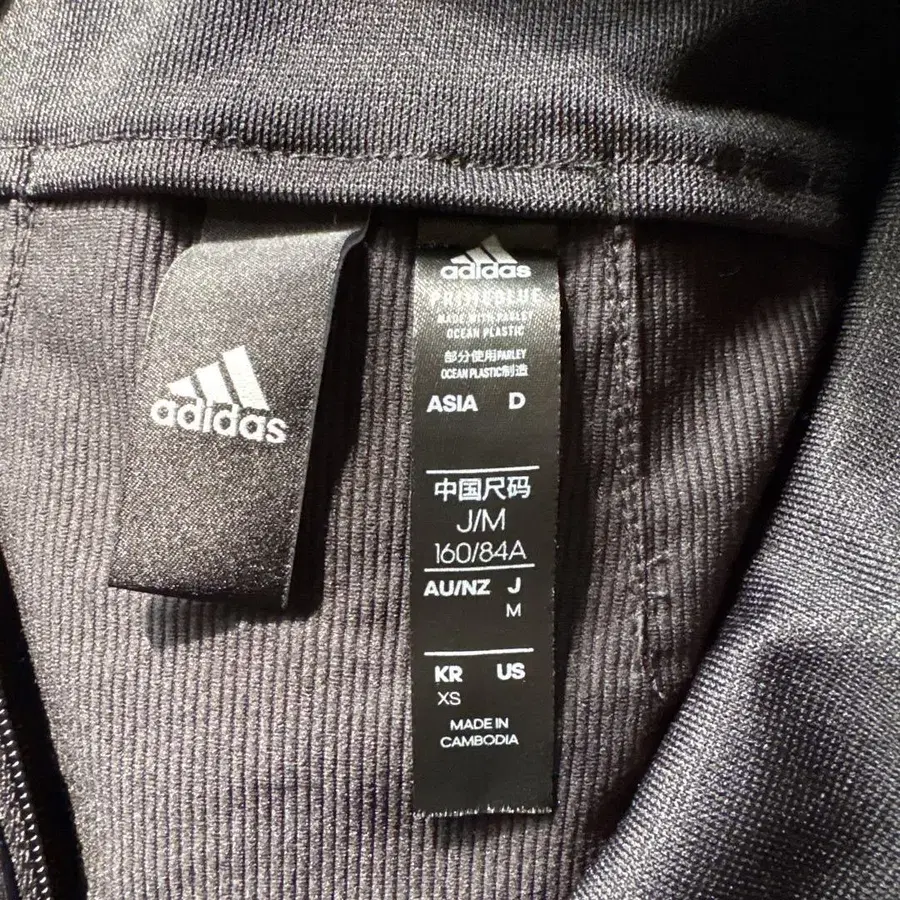 adidas
adidas
PRIMEBLUE
MADE WITH PARLEY
OCEAN PLASTIC
部分使用PARLEY
OCEAN PLASTIC制造
ASIA D
中国尺码
J/M
160/84A
AU/NZ J
M
KR US
XS
MADE IN
CAMBODIA